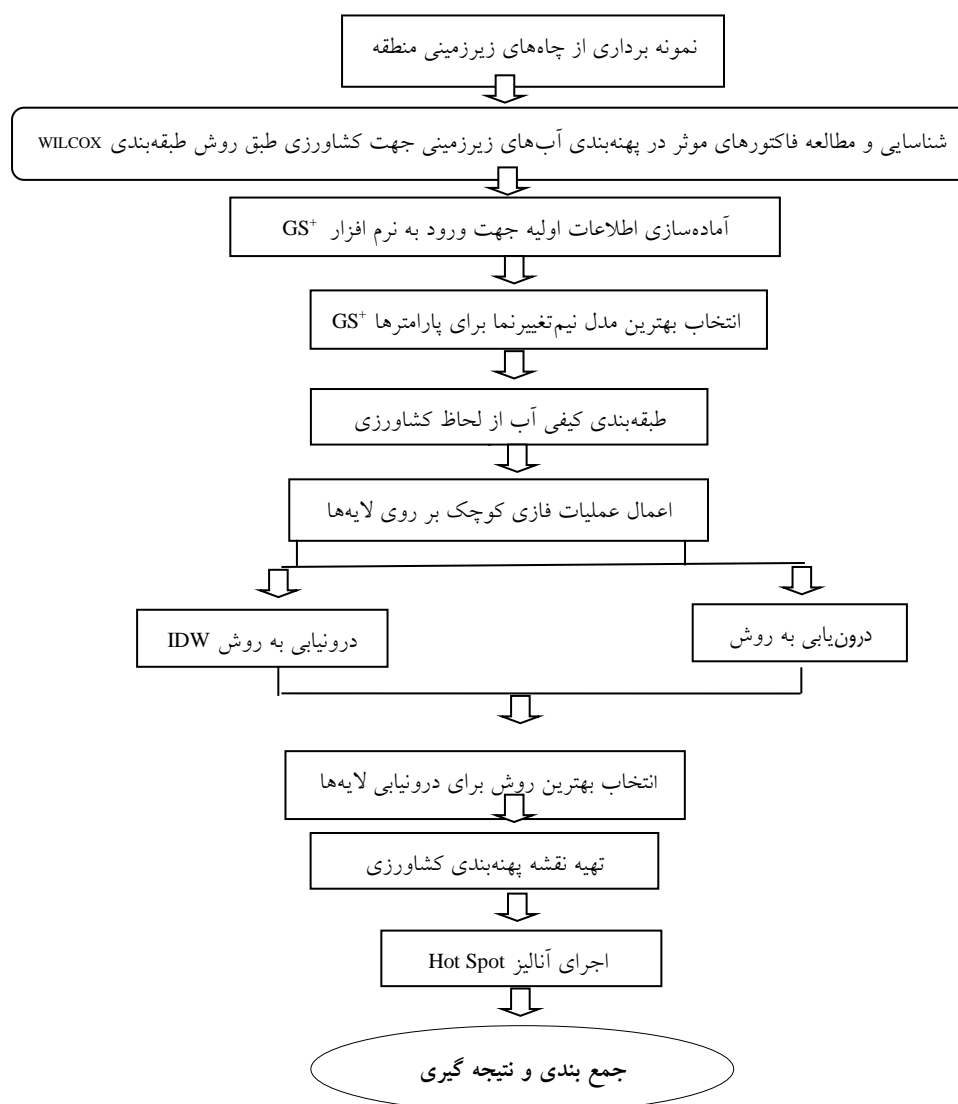 نمونه برداری از چاه‌های زیرزمینی منطقه
شناسایی و مطالعه فاکتورهای موثر در پهنه‌بندی آب‌های زیرزمینی جهت کشاورزی طبق روش طبقه‌بندی WILCOX
آماده‌سازی اطلاعات اولیه جهت ورود به نرم افزار GS⁺
انتخاب بهترین مدل نیم‌تغییرنما برای پارامترها GS⁺
طبقه‌بندی کیفی آب از لحاظ کشاورزی
اعمال عملیات فازی کوچک بر روی لایه‌ها
درون‌یابی به روش
درونیابی به روش IDW
انتخاب بهترین روش برای درونیابی لایه‌ها
تهیه نقشه پهنه‌بندی کشاورزی
اجرای آنالیز Hot Spot
جمع بندی و نتیجه گیری